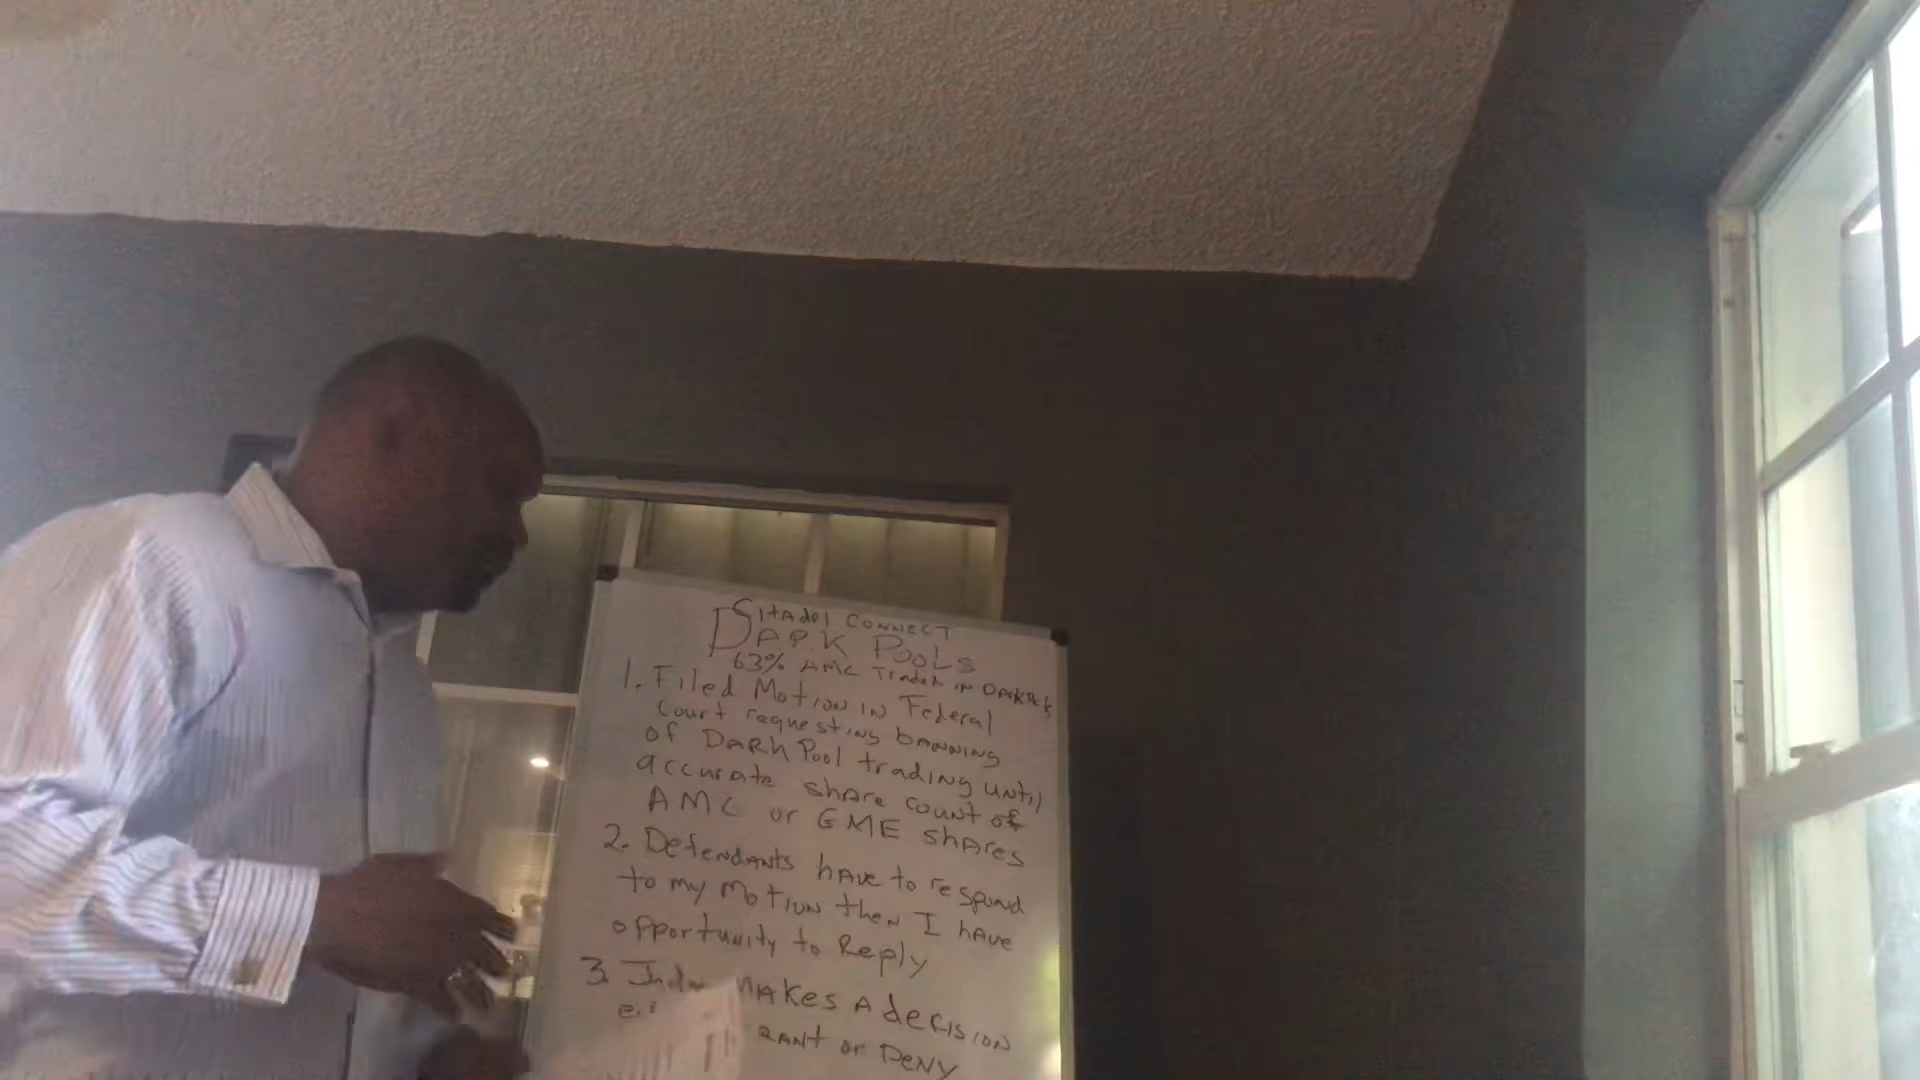 Citadel CONNECT
DARK POOLS
63% AMC Traded in DARK
1. Filed Motion IN Federal
Court requesting banning
of DARK Pool trading until
accurate share count of
AMC or GME shares
2. Defendants have to respond
to my motion then I have
opportunity to Reply
3. MAKES A decision
or Deny